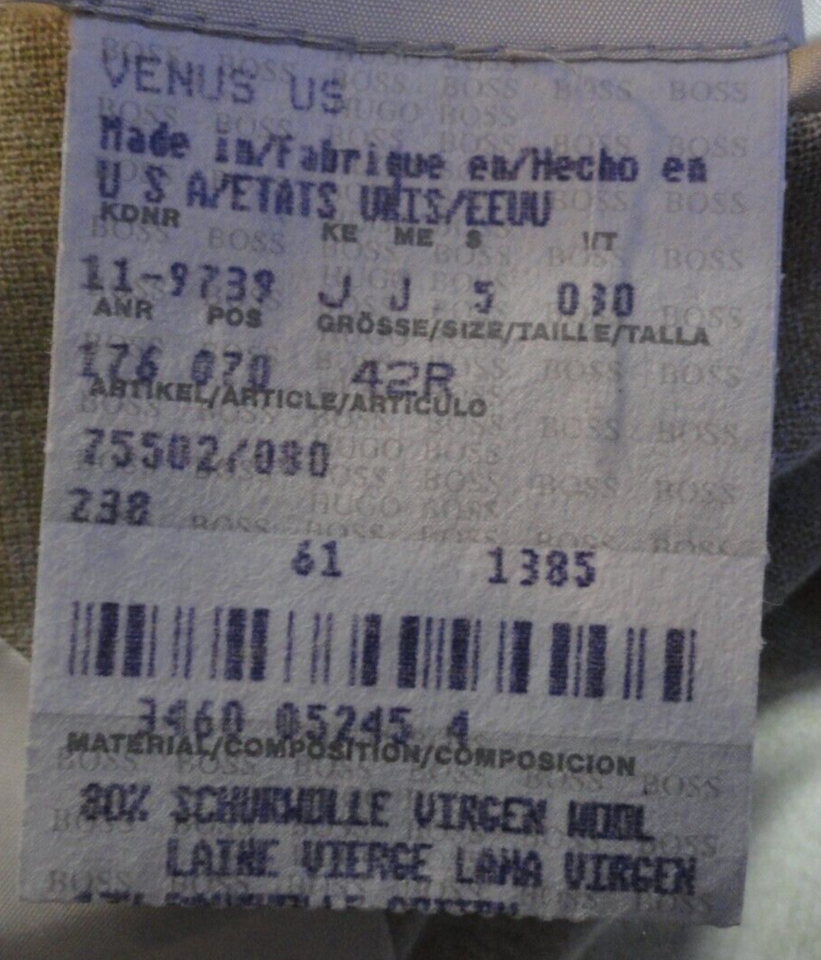 VENUS US
Made in/Fabrique en/Hecho en
U S A/ETATS UNIS/EEUU
KDNR KE ME S VT
11-9739 J J 5 030
ANR POS GRÖSSE/SIZE/TAILLE/TALLA
176 070 42R
ARTIKEL/ARTICLE/ARTICULO
75502/080
238
61 1385
3460 05245 4
MATERIAL/COMPOSITION/COMPOSICION
80% SCHURWOLLE VIRGEN WOOL
LAINE VIERGE LANA VIRGEN